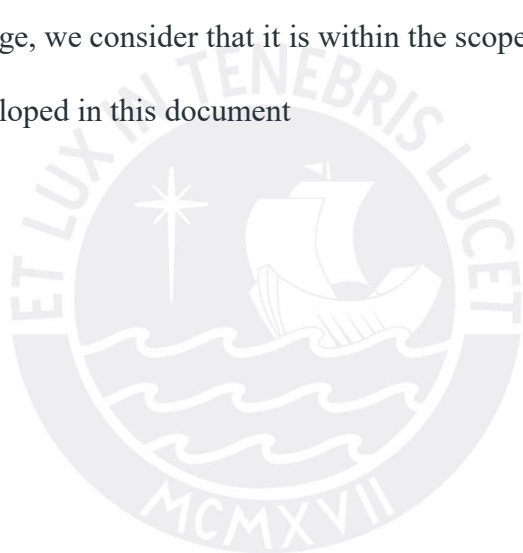 ge, we consider that it is within the scope
loped in this document
ET LUX IN TENEBRIS LUCET
MCMXVII